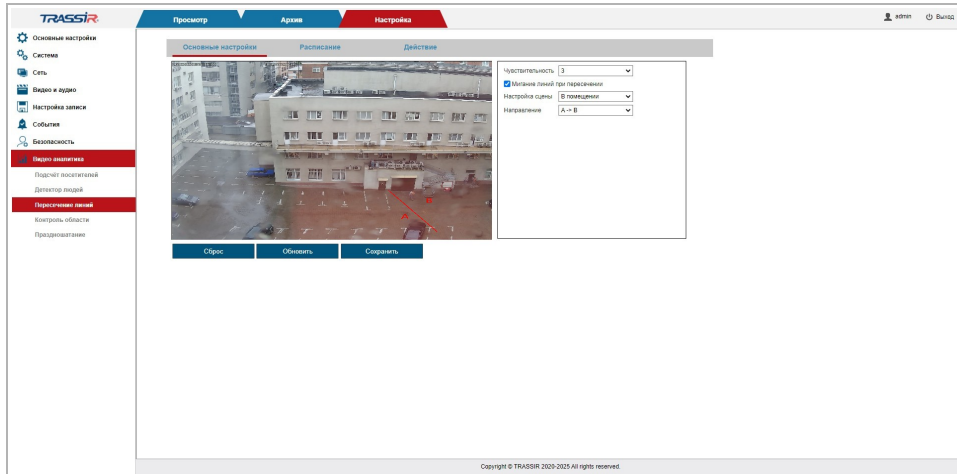 TRASSIR
Просмотр
Архив
Настройка
admin
Выход
Основные настройки
Система
Сеть
Видео и аудио
Настройка записи
События
Безопасность
Видео аналитика
Подсчёт посетителей
Детектор людей
Пересечение линий
Контроль области
Праздношатание
Основные настройки
Расписание
Действие
A
B
Чувствительность 3
Мигание линий при пересечении
Настройка сцены В помещении
Направление A -> B
Сброс
Обновить
Сохранить
Copyright © TRASSIR 2020-2025 All rights reserved.